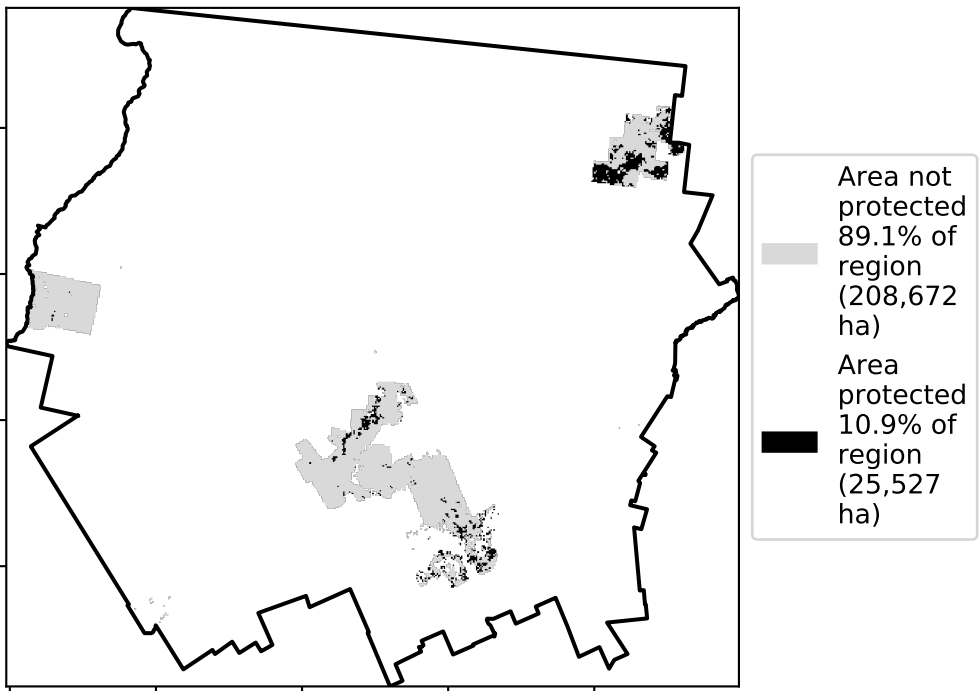 Area not
protected
89.1% of
region
(208,672
ha)
Area
protected
10.9% of
region
(25,527
ha)